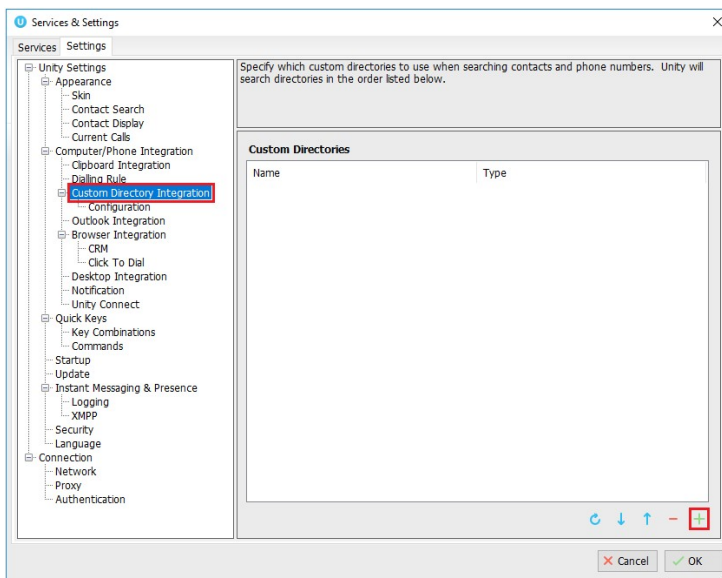 Services & Settings
Services Settings
Unity Settings
Appearance
Skin
Contact Search
Contact Display
Current Calls
Computer/Phone Integration
Clipboard Integration
Dialling Rule
Custom Directory Integration
Configuration
Outlook Integration
Browser Integration
CRM
Click To Dial
Desktop Integration
Notification
Unity Connect
Quick Keys
Key Combinations
Commands
Startup
Update
Instant Messaging & Presence
Logging
XMPP
Security
Language
Connection
Network
Proxy
Authentication
Specify which custom directories to use when searching contacts and phone numbers. Unity will
search directories in the order listed below.
Custom Directories
Name Type
Cancel OK